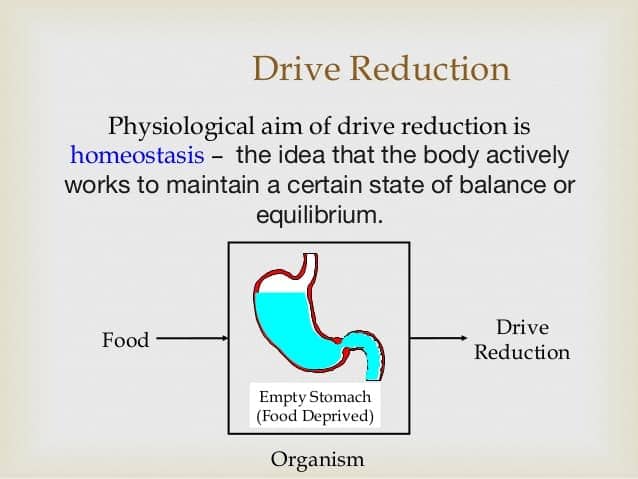 Drive Reduction
Physiological aim of drive reduction is
homeostasis – the idea that the body actively
works to maintain a certain state of balance or
equilibrium.
Food
Drive
Reduction
Empty Stomach
(Food Deprived)
Organism